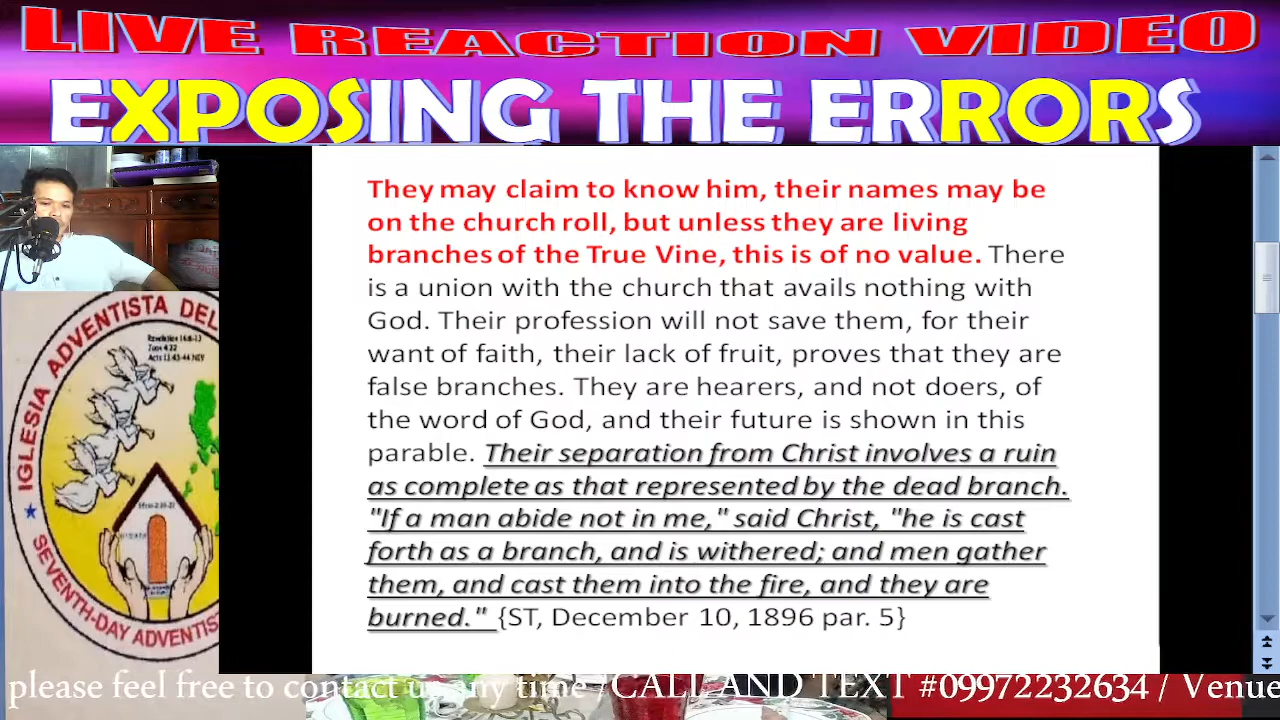 LIVE REACTION VIDEO
EXPOSING THE ERRORS
They may claim to know him, their names may be
on the church roll, but unless they are living
branches of the True Vine, this is of no value. There
is a union with the church that avails nothing with
God. Their profession will not save them, for their
want of faith, their lack of fruit, proves that they are
false branches. They are hearers, and not doers, of
the word of God, and their future is shown in this
parable. Their separation from Christ involves a ruin
as complete as that represented by the dead branch.
"If a man abide not in me," said Christ, "he is cast
forth as a branch, and is withered; and men gather
them, and cast them into the fire, and they are
burned." {ST, December 10, 1896 par. 5}
IGLESIA ADVENTISTA DEL
SEVENTH-DAY ADVENTIS
please feel free to contact us any time /CALL AND TEXT #09972232634 / Venue